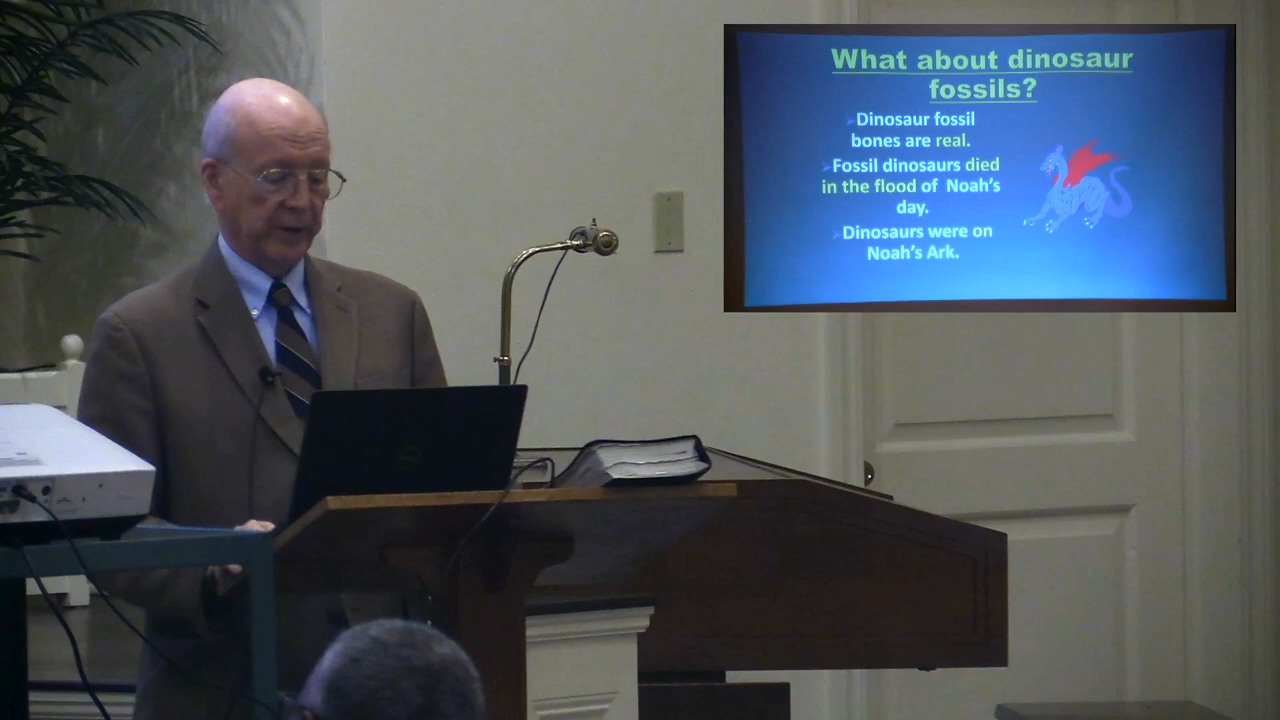 What about dinosaur
fossils?
Dinosaur fossil
bones are real.
Fossil dinosaurs died
in the flood of Noah's
day.
Dinosaurs were on
Noah's Ark.